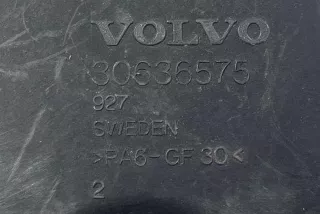 VOLVO
30636575
927
SWEDEN
>PA6-GF 30<
2